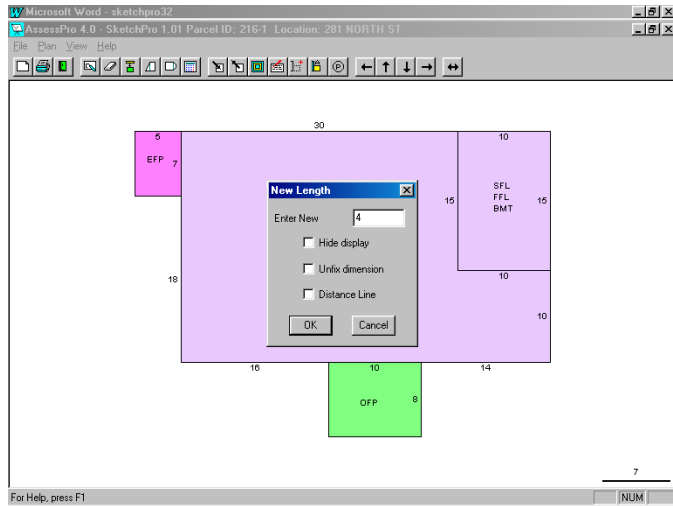 Microsoft Word - sketchpro32
AssessPro 4.0 - SketchPro 1.01 Parcel ID: 216-1 Location: 281 NORTH ST
File Plan View Help
P
30
5
10
EFP 7
New Length
SFL
FFL
BMT
15
15
Enter New 4
Hide display
Unfix dimension
18
10
Distance Line
10
OK Cancel
16
10
14
OFP
8
7
For Help, press F1
NUM